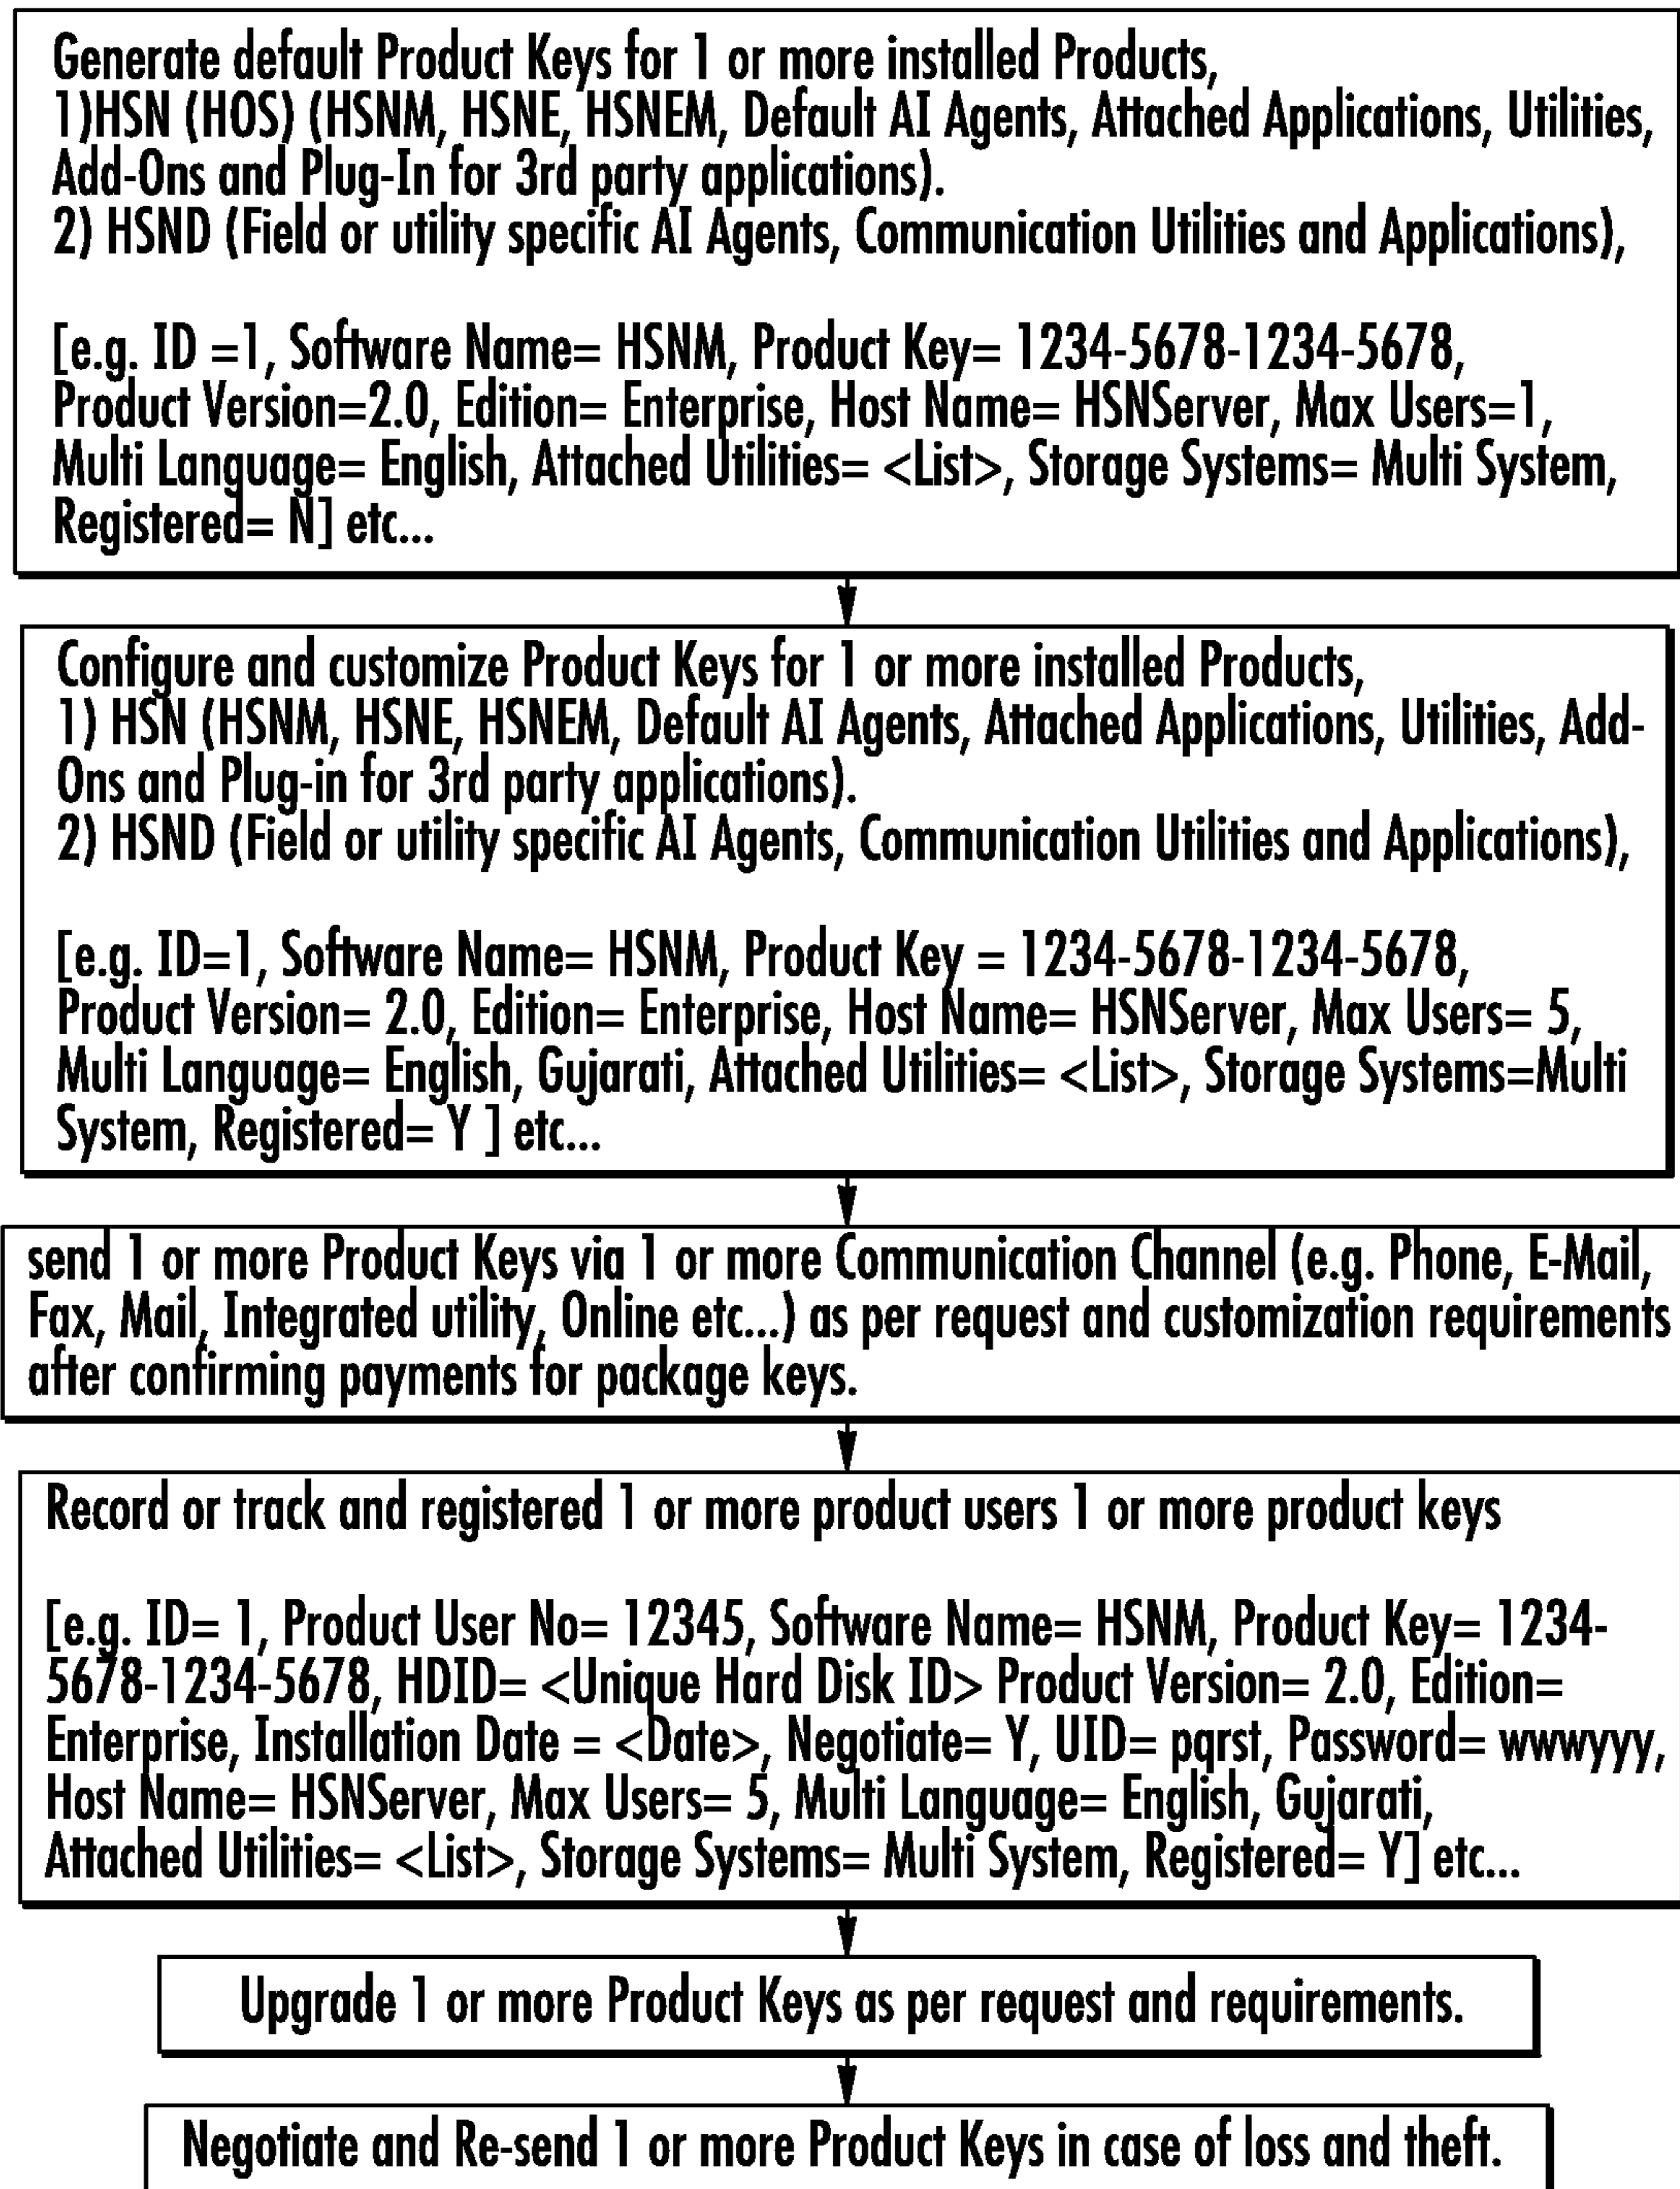 Generate default Product Keys for 1 or more installed Products,
1)HSN (HOS) (HSNM, HSNE, HSNEM, Default AI Agents, Attached Applications, Utilities,
Add-Ons and Plug-In for 3rd party applications).
2) HSND (Field or utility specific AI Agents, Communication Utilities and Applications),
[e.g. ID =1, Software Name= HSNM, Product Key= 1234-5678-1234-5678,
Product Version=2.0, Edition= Enterprise, Host Name= HSNServer, Max Users=1,
Multi Language= English, Attached Utilities= <List>, Storage Systems= Multi System,
Registered= N] etc...
Configure and customize Product Keys for 1 or more installed Products,
1) HSN (HSNM, HSNE, HSNEM, Default AI Agents, Attached Applications, Utilities, Add-
Ons and Plug-in for 3rd party applications).
2) HSND (Field or utility specific AI Agents, Communication Utilities and Applications),
[e.g. ID=1, Software Name= HSNM, Product Key = 1234-5678-1234-5678,
Product Version= 2.0, Edition= Enterprise, Host Name= HSNServer, Max Users= 5,
Multi Language= English, Gujarati, Attached Utilities= <List>, Storage Systems=Multi
System, Registered= Y ] etc...
send 1 or more Product Keys via 1 or more Communication Channel (e.g. Phone, E-Mail,
Fax, Mail, Integrated utility, Online etc...) as per request and customization requirements
after confirming payments for package keys.
Record or track and registered 1 or more product users 1 or more product keys
[e.g. ID= 1, Product User No= 12345, Software Name= HSNM, Product Key= 1234-
5678-1234-5678, HDID= <Unique Hard Disk ID> Product Version= 2.0, Edition=
Enterprise, Installation Date = <Date>, Negotiate= Y, UID= pqrst, Password= wwwyyy,
Host Name= HSNServer, Max Users= 5, Multi Language= English, Gujarati,
Attached Utilities= <List>, Storage Systems= Multi System, Registered= Y] etc...
Upgrade 1 or more Product Keys as per request and requirements.
Negotiate and Re-send 1 or more Product Keys in case of loss and theft.